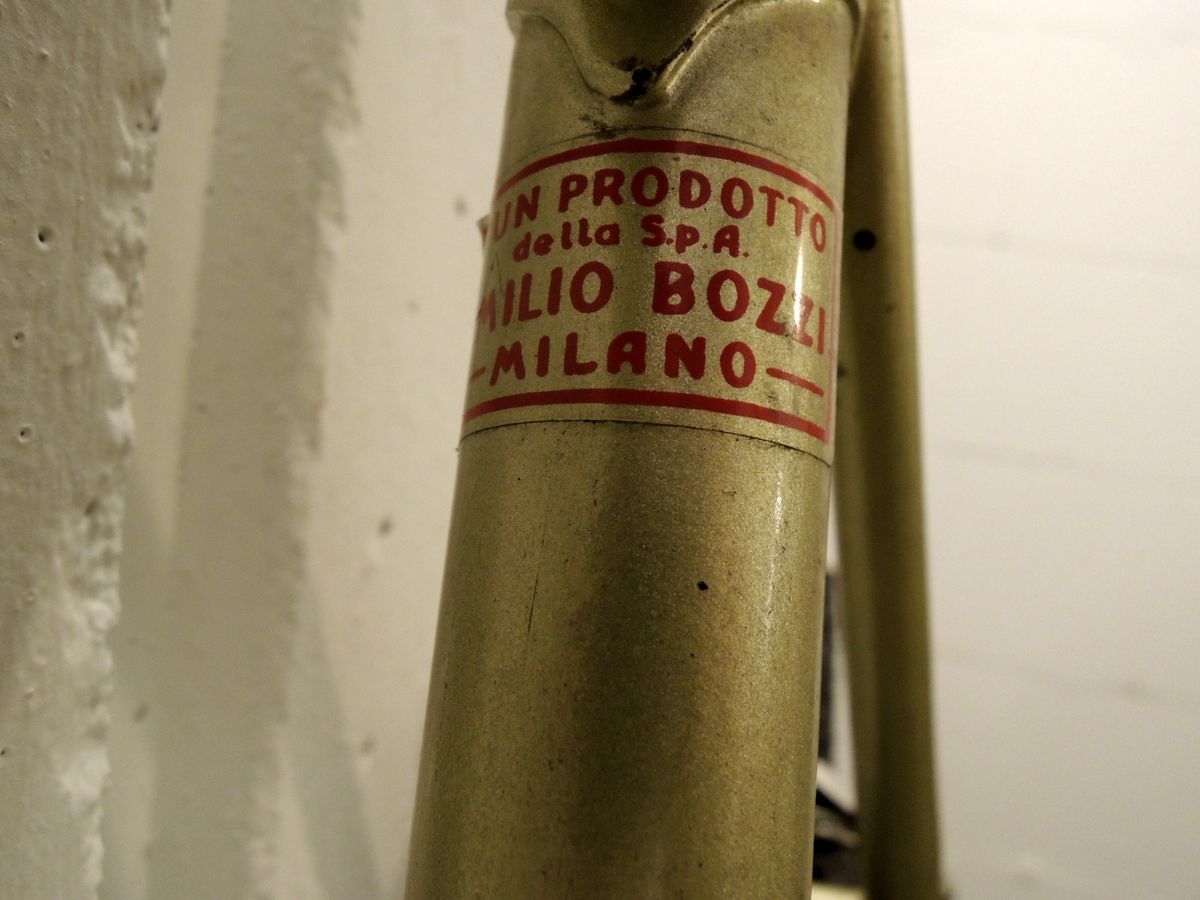 UN PRODOTTO
della S.p.A.
MILIO BOZZI
—MILANO—